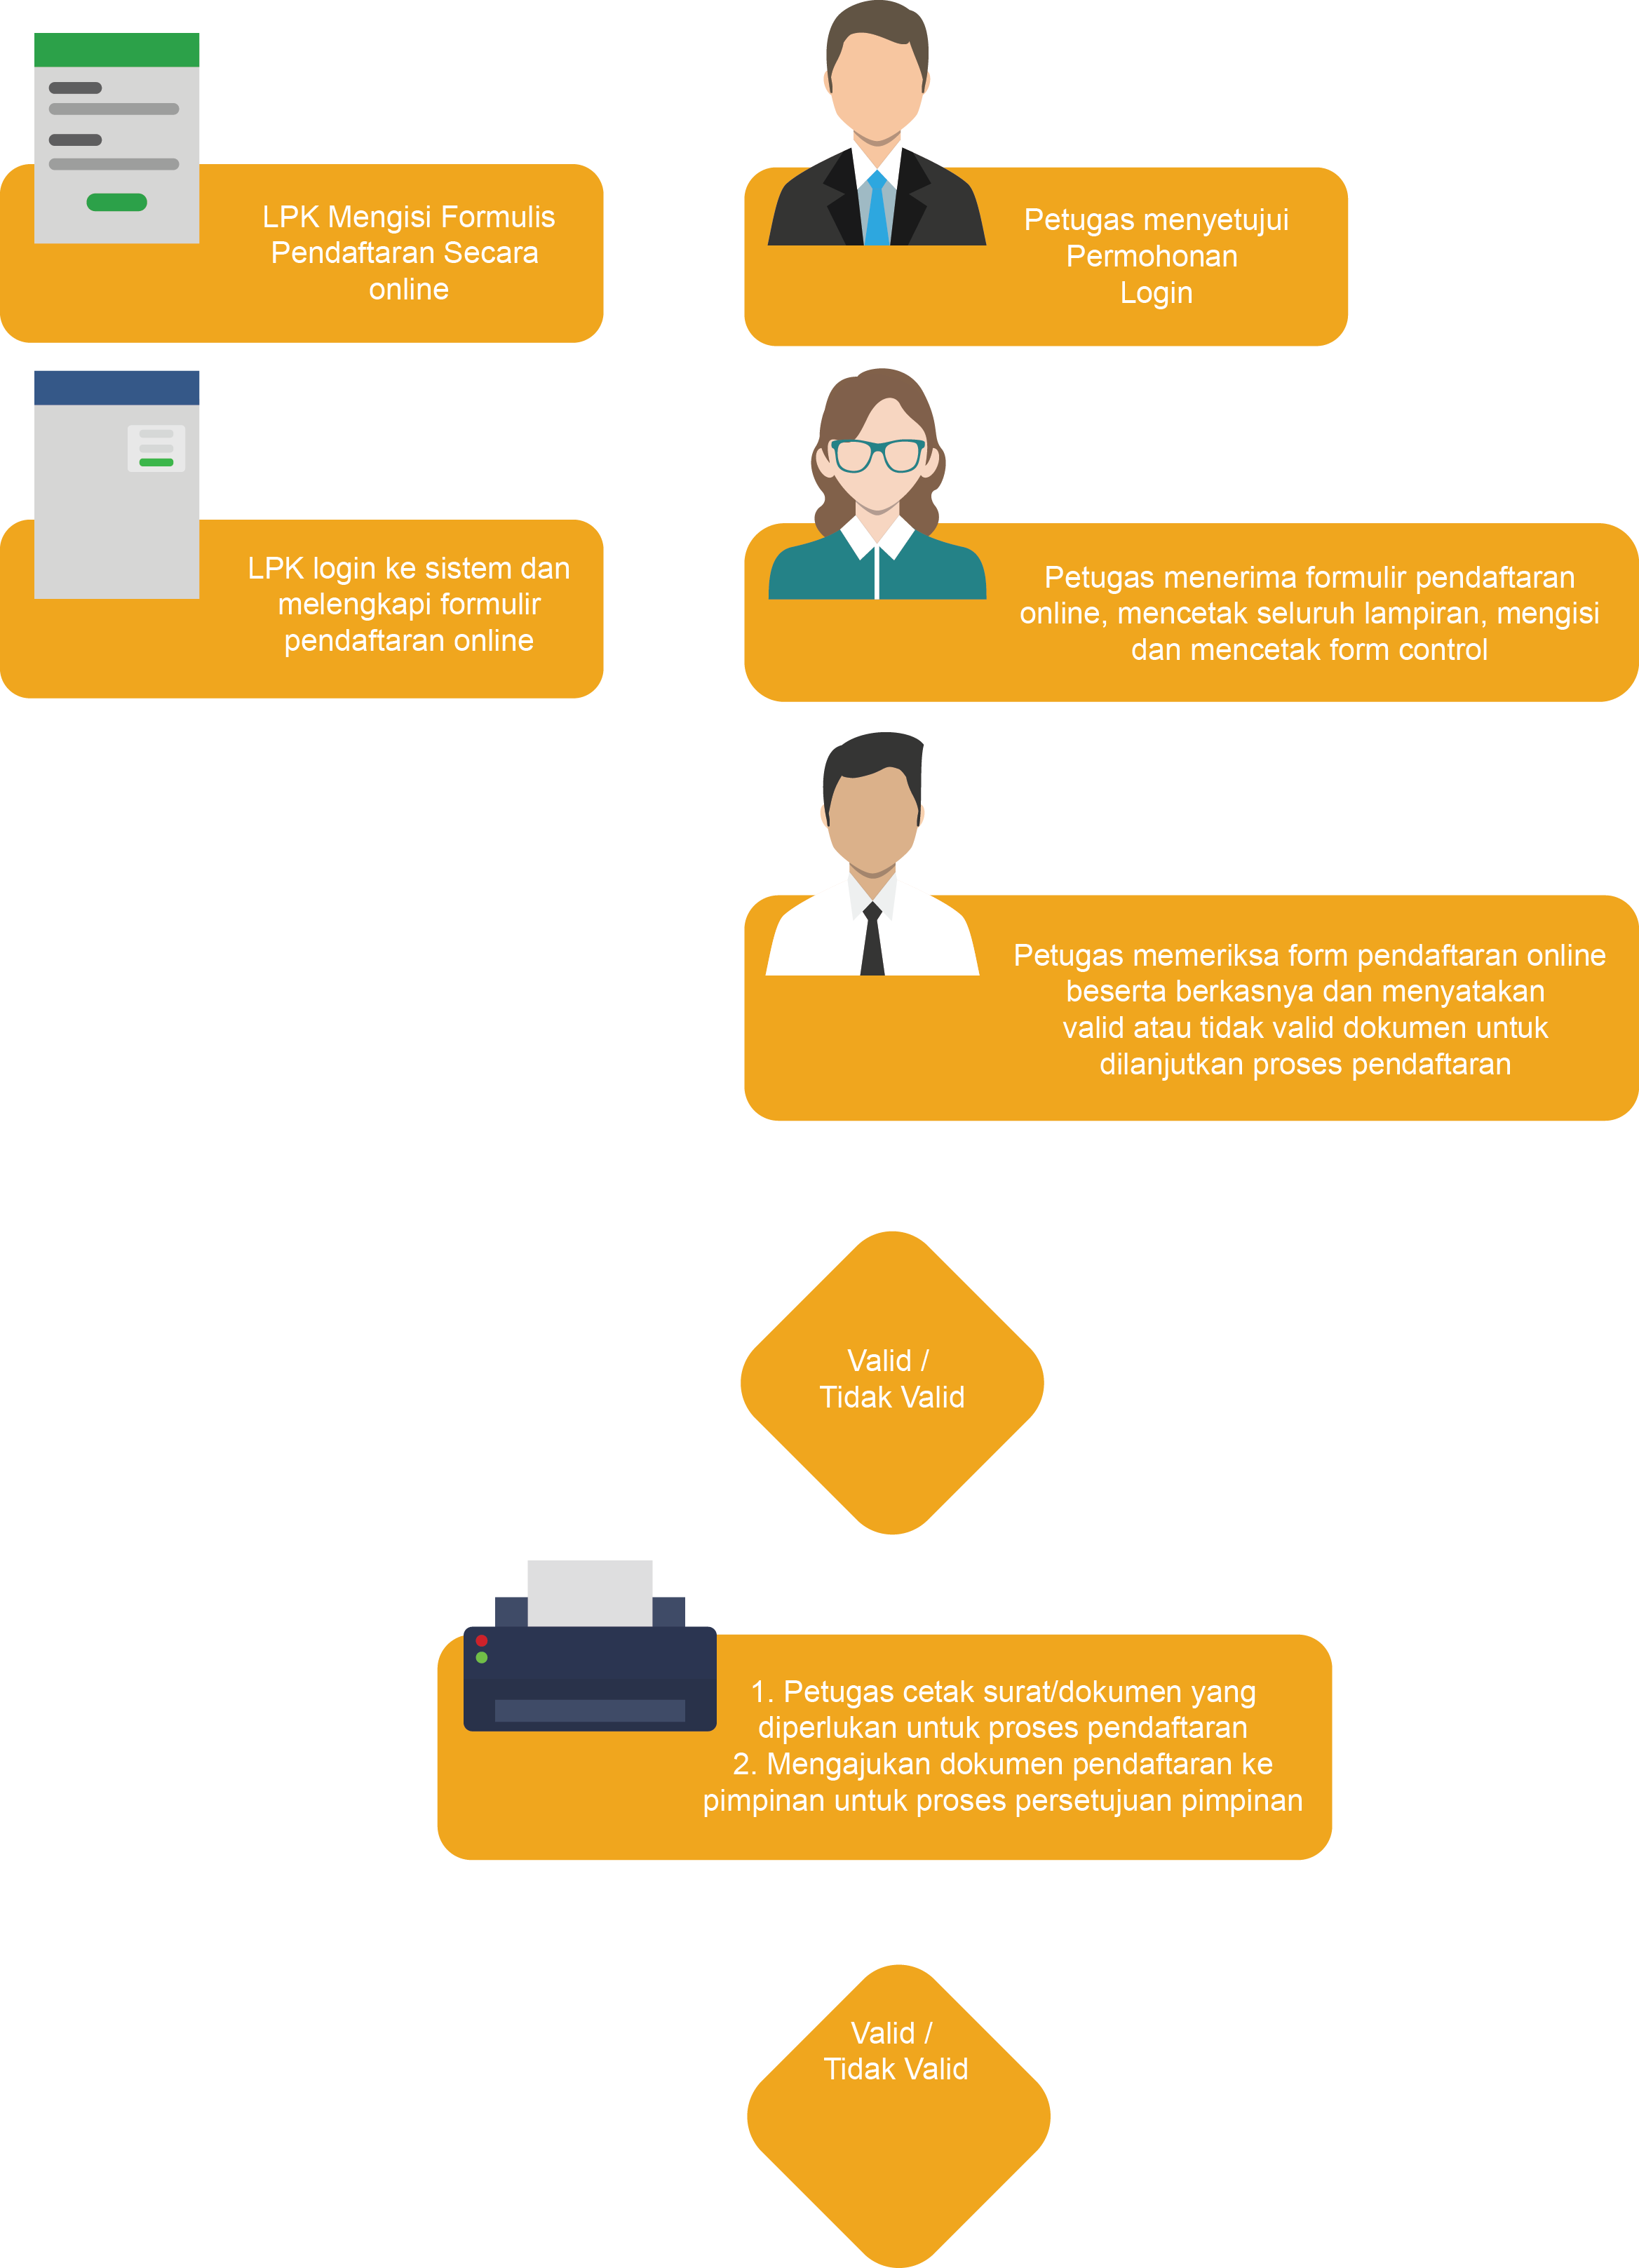 LPK Mengisi Formulis
Pendaftaran Secara
online
Petugas menyetujui
Permohonan
Login
LPK login ke sistem dan
melengkapi formulir
pendaftaran online
Petugas menerima formulir pendaftaran
online, mencetak seluruh lampiran, mengisi
dan mencetak form control
Petugas memeriksa form pendaftaran online
beserta berkasnya dan menyatakan
valid atau tidak valid dokumen untuk
dilanjutkan proses pendaftaran
Valid /
Tidak Valid
1. Petugas cetak surat/dokumen yang
diperlukan untuk proses pendaftaran
2. Mengajukan dokumen pendaftaran ke
pimpinan untuk proses persetujuan pimpinan
Valid /
Tidak Valid